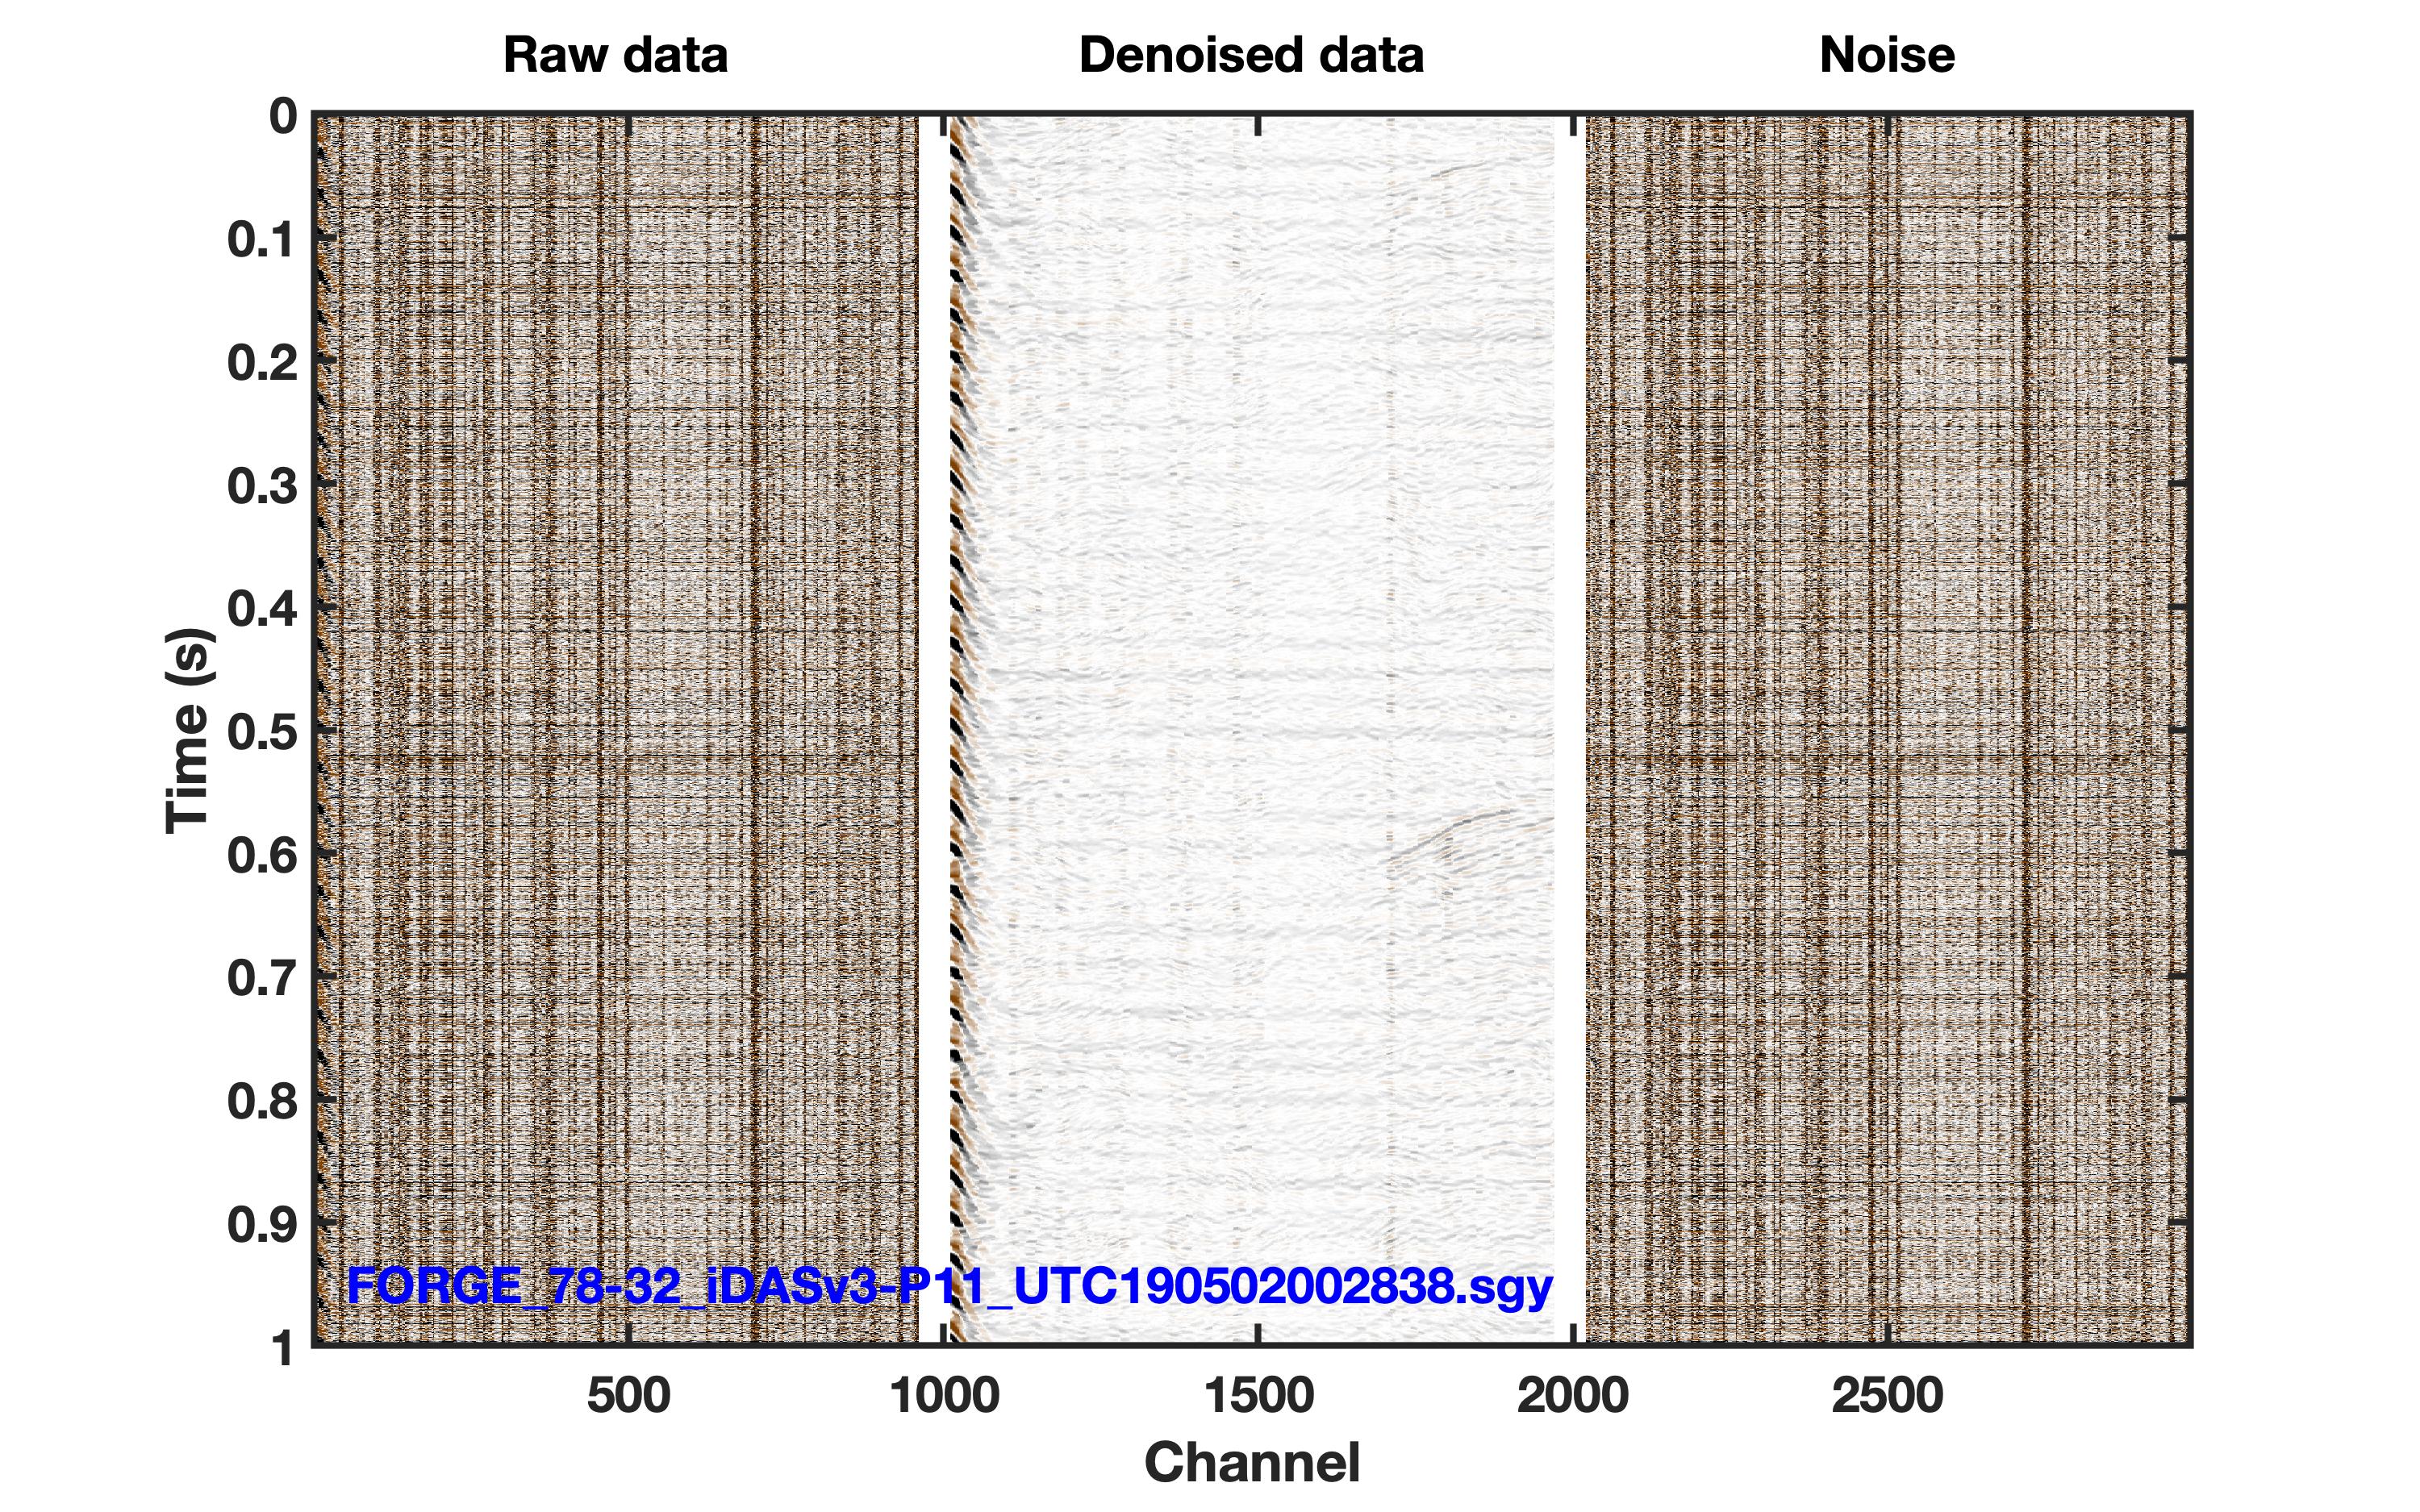 Raw data
Denoised data
Noise
0
0.1
0.2
0.3
0.4
0.5
0.6
0.7
0.8
0.9
1
Time (s)
FORGE_78-32_iDASv3-P11_UTC190502002838.sgy
500
1000
1500
2000
2500
Channel